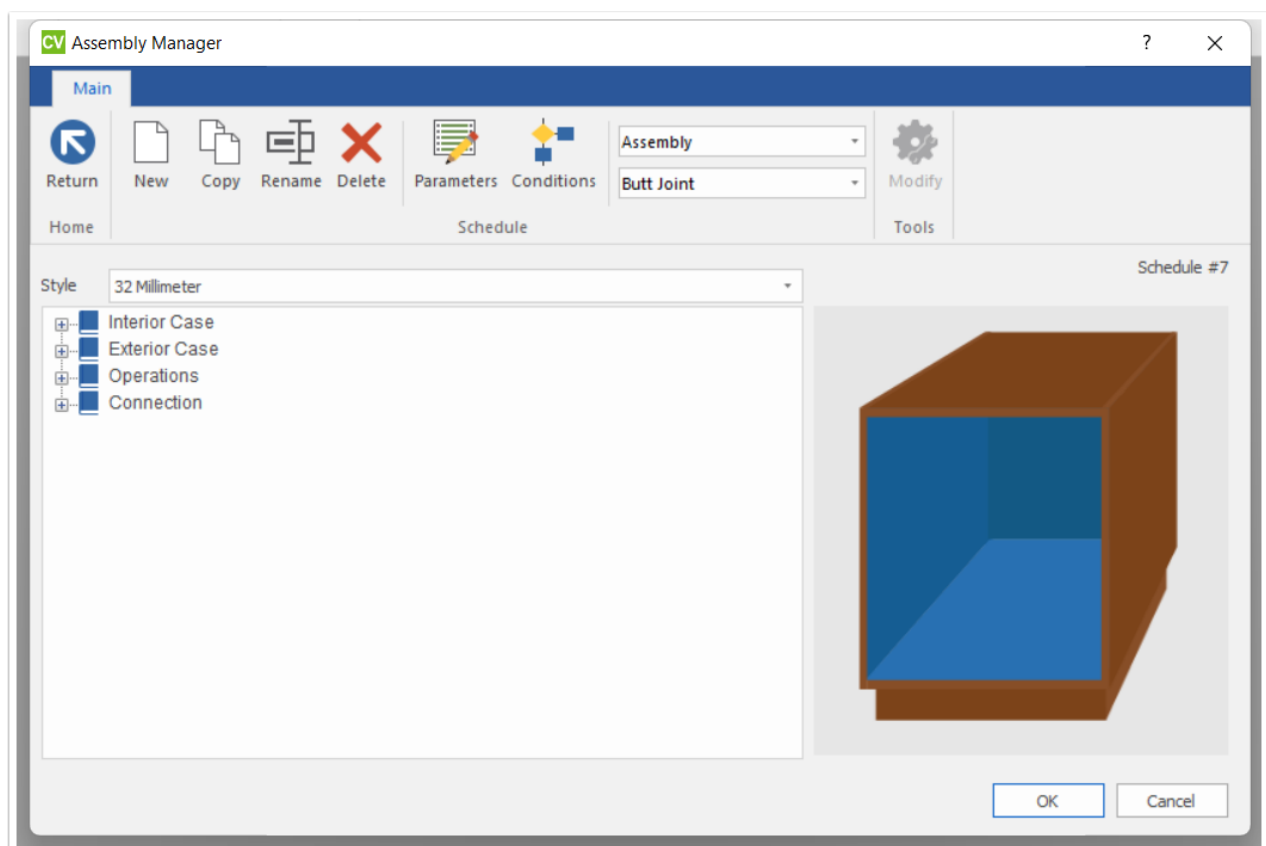 CV Assembly Manager ?
Main
Return New Copy Rename Delete Parameters Conditions Assembly Butt Joint Modify
Home Schedule Tools
Schedule #7
Style 32 Millimeter
Interior Case
Exterior Case
Operations
Connection
OK Cancel